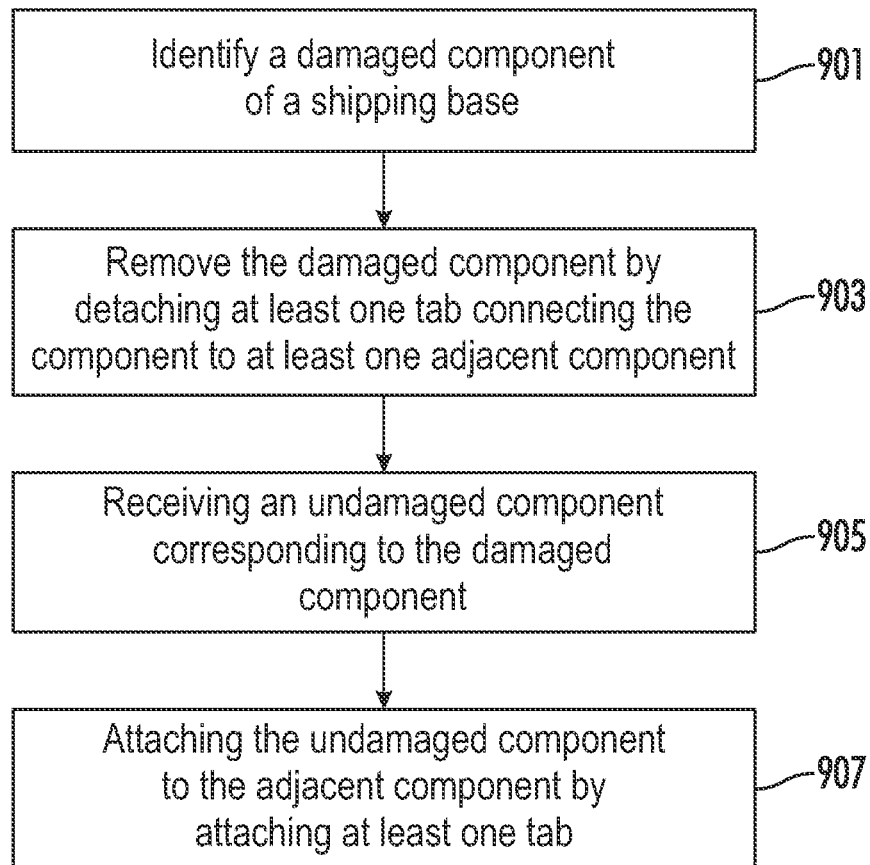 Identify a damaged component
of a shipping base
901
Remove the damaged component by
detaching at least one tab connecting the
component to at least one adjacent component
903
Receiving an undamaged component
corresponding to the damaged
component
905
Attaching the undamaged component
to the adjacent component by
attaching at least one tab
907